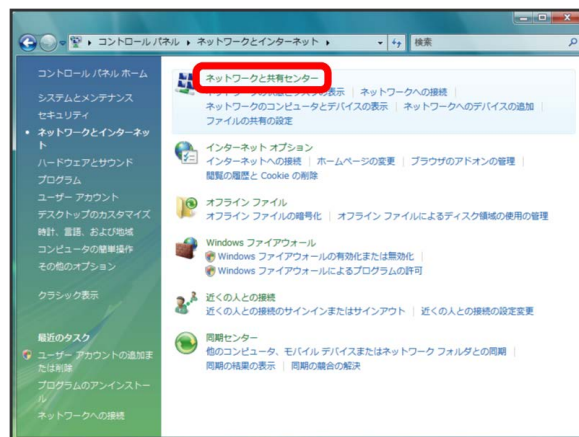 コントロール パネル ▸ ネットワークとインターネット ▸
検索
コントロール パネル ホーム
システムとメンテナンス
セキュリティ
ネットワークとインターネッ
ト
ハードウェアとサウンド
プログラム
ユーザー アカウント
デスクトップのカスタマイズ
時計、言語、および地域
コンピュータの簡単操作
その他のオプション
クラシック表示
最近のタスク
ユーザー アカウントの追加ま
たは削除
プログラムのアンインストー
ル
ネットワークへの接続
ネットワークと共有センター
の表示 ネットワークへの接続
ネットワークのコンピュータとデバイスの表示 ネットワークへのデバイスの追加
ファイルの共有の設定
インターネット オプション
インターネットへの接続 ホームページの変更 ブラウザのアドオンの管理
閲覧の履歴と Cookie の削除
オフライン ファイル
オフライン ファイルの暗号化 オフライン ファイルによるディスク領域の使用の管理
Windows ファイアウォール
Windows ファイアウォールの有効化または無効化
Windows ファイアウォールによるプログラムの許可
近くの人との接続
近くの人との接続のサインインまたはサインアウト 近くの人との接続の設定変更
同期センター
他のコンピュータ、モバイル デバイスまたはネットワーク フォルダとの同期
同期の結果の表示 同期の競合の解決